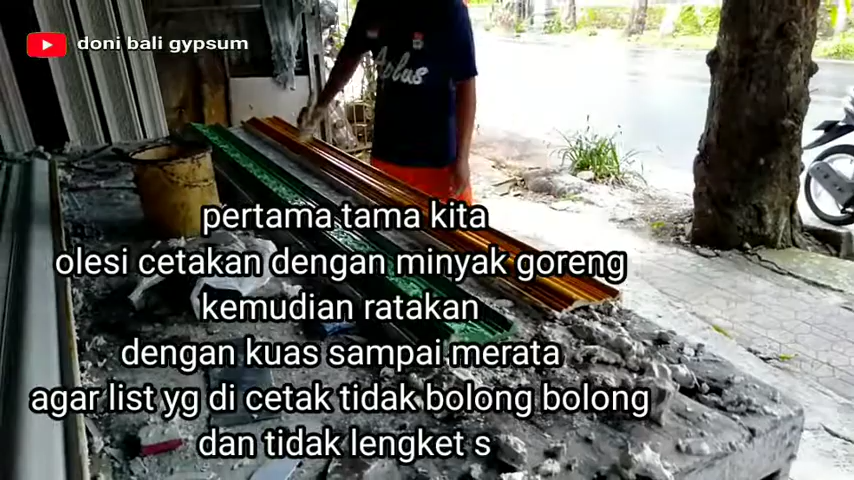 doni bali gypsum
Aplus
pertama tama kita
olesi cetakan dengan minyak goreng
kemudian ratakan
dengan kuas sampai merata
agar list yg di cetak tidak bolong bolong
dan tidak lengket s